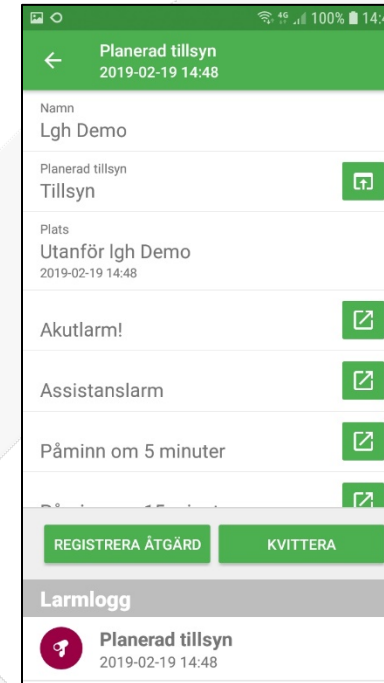 4G 100% 14:4
Planerad tillsyn
2019-02-19 14:48
Namn
Lgh Demo
Planerad tillsyn
Tillsyn
Plats
Utanför lgh Demo
2019-02-19 14:48
Akutlarm!
Assistanslarm
Påminn om 5 minuter
REGISTRERA ÅTGÄRD KVITTERA
Larmlogg
Planerad tillsyn
2019-02-19 14:48